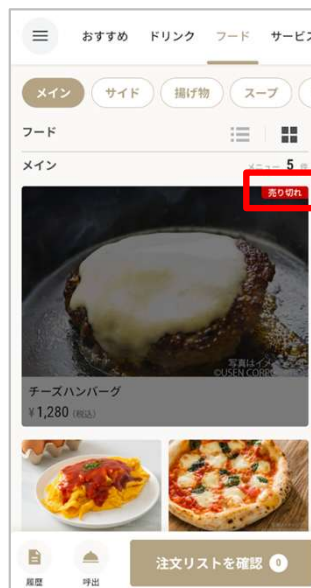 おすすめ ドリンク フード サービス
メイン サイド 揚げ物 スープ
フード
メイン メニュー 5 件
売り切れ
写真はイメージ
©USEN CORP
チーズハンバーグ
¥1,280 (税込)
履歴 呼出 注文リストを確認 0